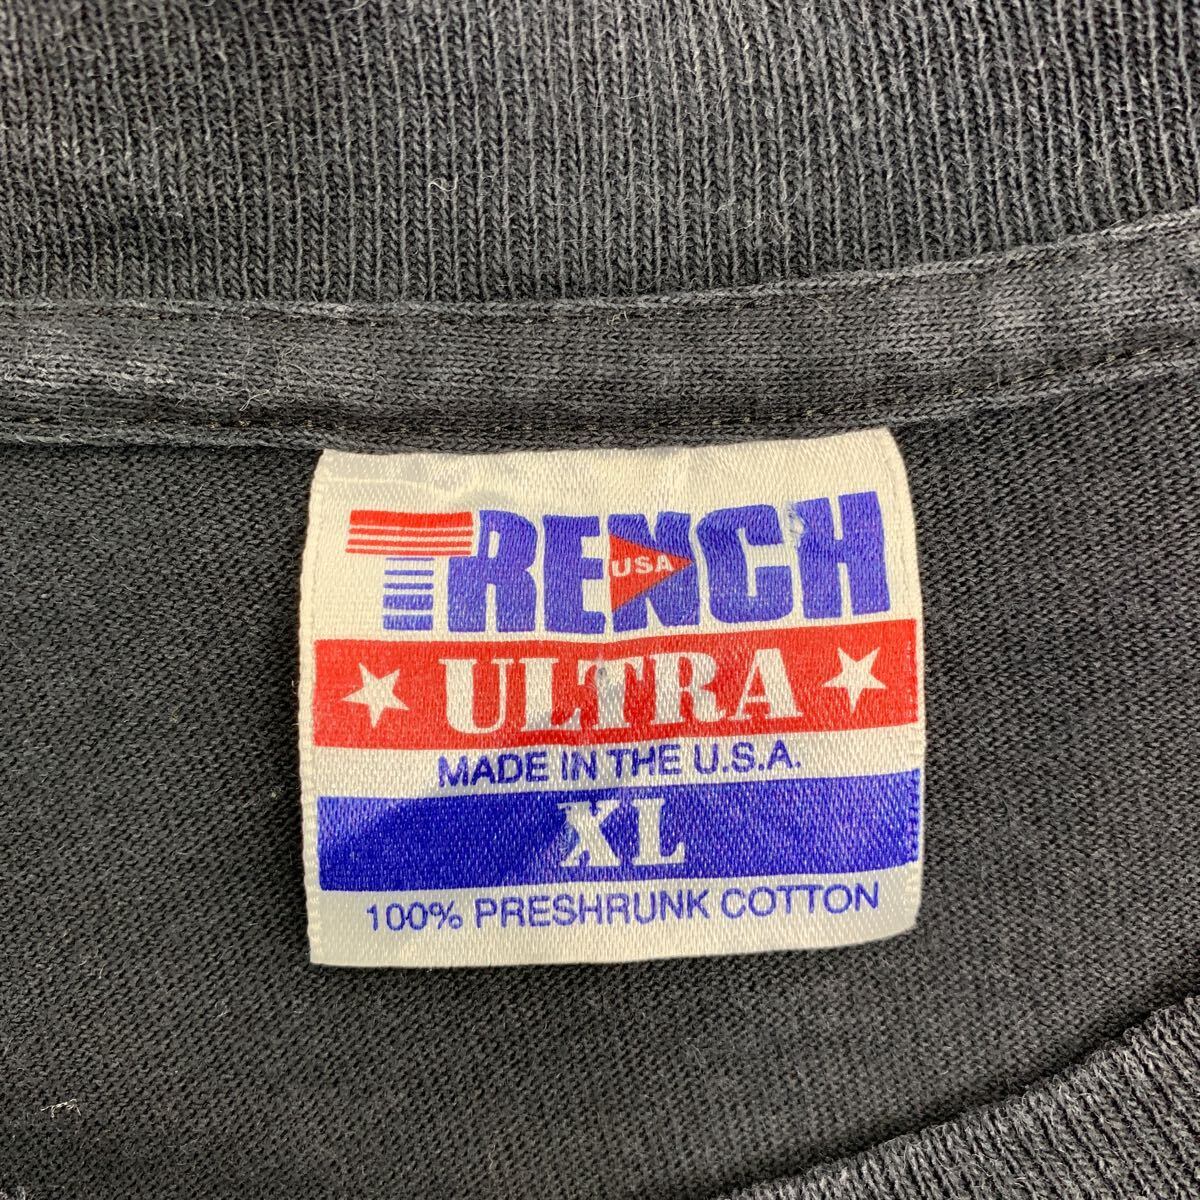 TRENCH
USA
ULTRA
MADE IN THE U.S.A.
XL
100% PRESHRUNK COTTON